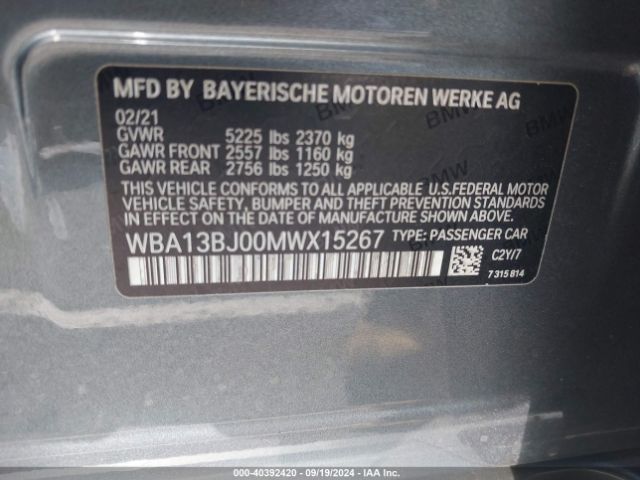 MFD BY BAYERISCHE MOTOREN WERKE AG
02/21
GVWR 5225 lbs 2370 kg
GAWR FRONT 2557 lbs 1160 kg
GAWR REAR 2756 lbs 1250 kg
THIS VEHICLE CONFORMS TO ALL APPLICABLE U.S.FEDERAL MOTOR
VEHICLE SAFETY, BUMPER AND THEFT PREVENTION STANDARDS IN
EFFECT ON THE DATE OF MANUFACTURE SHOWN ABOVE.
WBA13BJ00MWX15267 TYPE: PASSENGER CAR
C2Y/7
7 315 814
000-40392420 - 09/19/2024 - IAA Inc.